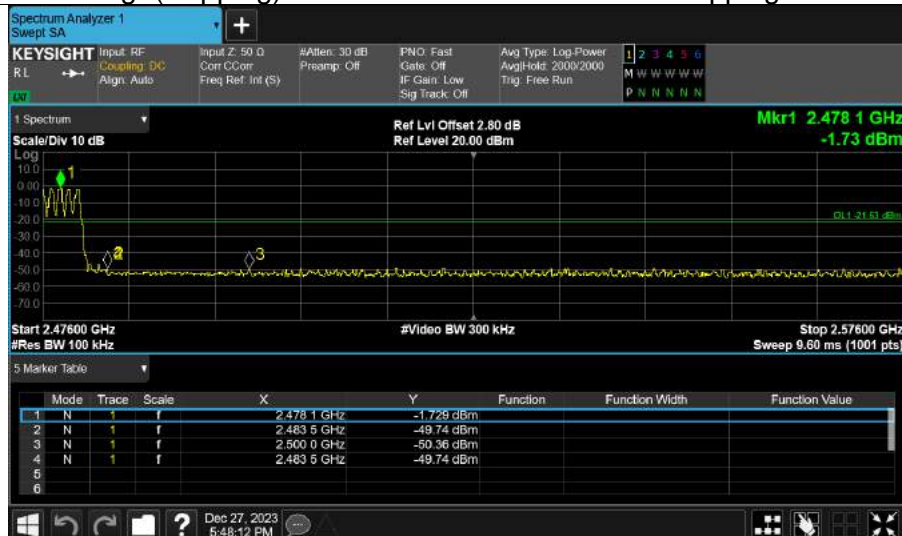 Spectrum Analyzer 1
Swept SA
+
KEYSIGHT Input: RF Input Z: 50 Ω #Atten: 30 dB PNO: Fast Avg Type: Log-Power 1 2 3 4 5 6
RL Coupling: DC Corr CCorr Preamp: Off Gate: Off Avg|Hold: 2000/2000 M W W W W W
Align: Auto Freq Ref: Int (S) IF Gain: Low Trig: Free Run
Sig Track: Off P N N N N N
LXI
1 Spectrum
Ref Lvl Offset 2.80 dB Mkr1 2.478 1 GHz
Scale/Div 10 dB Ref Level 20.00 dBm -1.73 dBm
Log
10.0
0.00
-10.0
-20.0
-30.0
-40.0
-50.0
-60.0
-70.0
1
2
3
DL1 -21.63 dBm
Start 2.47600 GHz #Video BW 300 kHz Stop 2.57600 GHz
#Res BW 100 kHz Sweep 9.60 ms (1001 pts)
5 Marker Table
Mode Trace Scale X Y Function Function Width Function Value
1 N 1 f 2.478 1 GHz -1.729 dBm
2 N 1 f 2.483 5 GHz -49.74 dBm
3 N 1 f 2.500 0 GHz -50.36 dBm
4 N 1 f 2.483 5 GHz -49.74 dBm
5
6
? Dec 27, 2023
5:48:12 PM